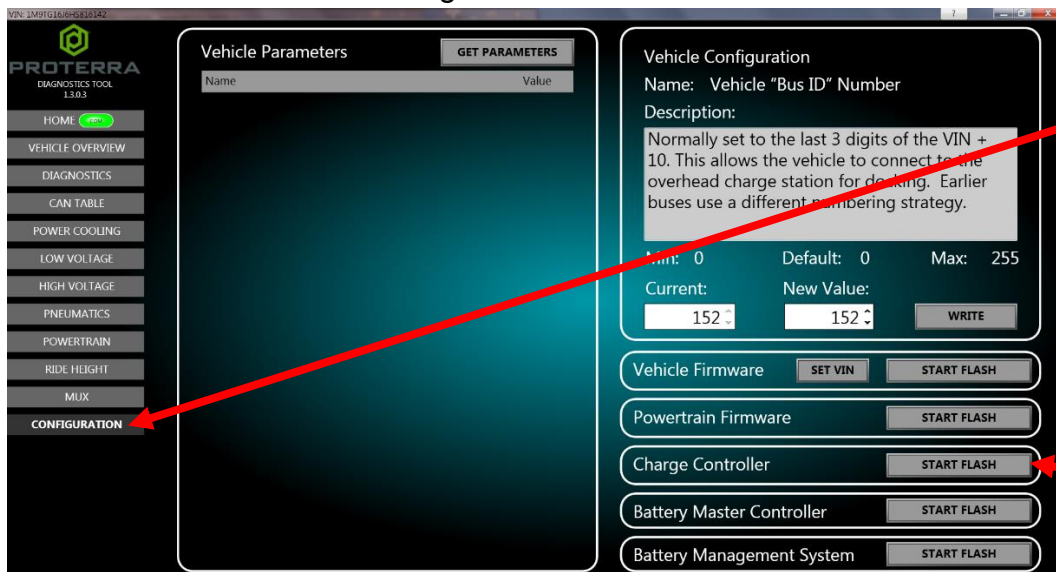 VIN: 1M9TG16J6HS816142
?
PROTERRA
DIAGNOSTICS TOOL
1.3.0.3
HOME
VEHICLE OVERVIEW
DIAGNOSTICS
CAN TABLE
POWER COOLING
LOW VOLTAGE
HIGH VOLTAGE
PNEUMATICS
POWERTRAIN
RIDE HEIGHT
MUX
CONFIGURATION
Vehicle Parameters
GET PARAMETERS
Name Value
Vehicle Configuration
Name: Vehicle “Bus ID” Number
Description:
Normally set to the last 3 digits of the VIN +
10. This allows the vehicle to connect to the
overhead charge station for docking. Earlier
buses use a different numbering strategy.
Min: 0 Default: 0 Max: 255
Current: New Value:
152 152 WRITE
Vehicle Firmware SET VIN START FLASH
Powertrain Firmware START FLASH
Charge Controller START FLASH
Battery Master Controller START FLASH
Battery Management System START FLASH